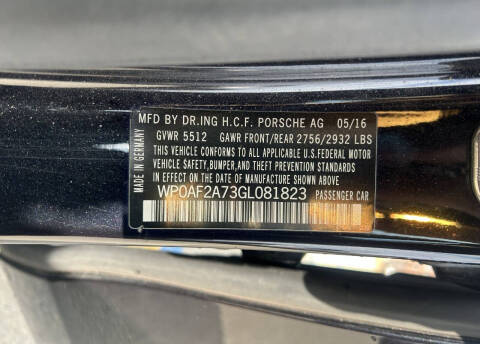 MFD BY DR.ING H.C.F. PORSCHE AG 05/16
GVWR 5512 GAWR FRONT/REAR 2756/2932 LBS
THIS VEHICLE CONFORMS TO ALL APPLICABLE U.S.FEDERAL MOTOR
VEHICLE SAFETY,BUMPER,AND THEFT PREVENTION STANDARDS
IN EFFECT ON THE DATE OF MANUFACTURE SHOWN ABOVE
WP0AF2A73GL081823
PASSENGER CAR
MADE IN GERMANY